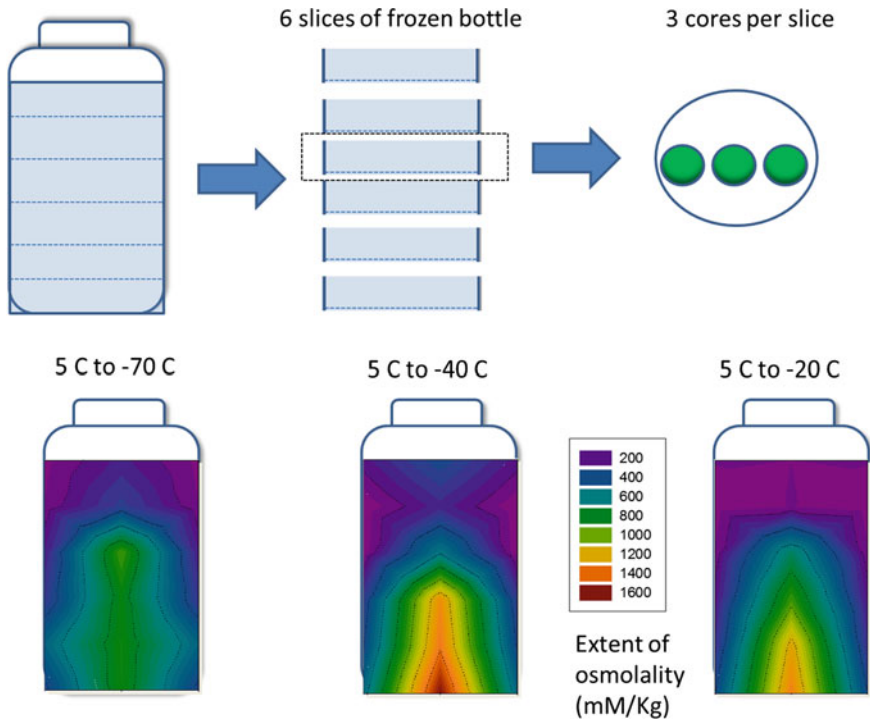 6 slices of frozen bottle
3 cores per slice
5 C to -70 C
5 C to -40 C
5 C to -20 C
200
400
600
800
1000
1200
1400
1600
Extent of
osmolality
(mM/Kg)